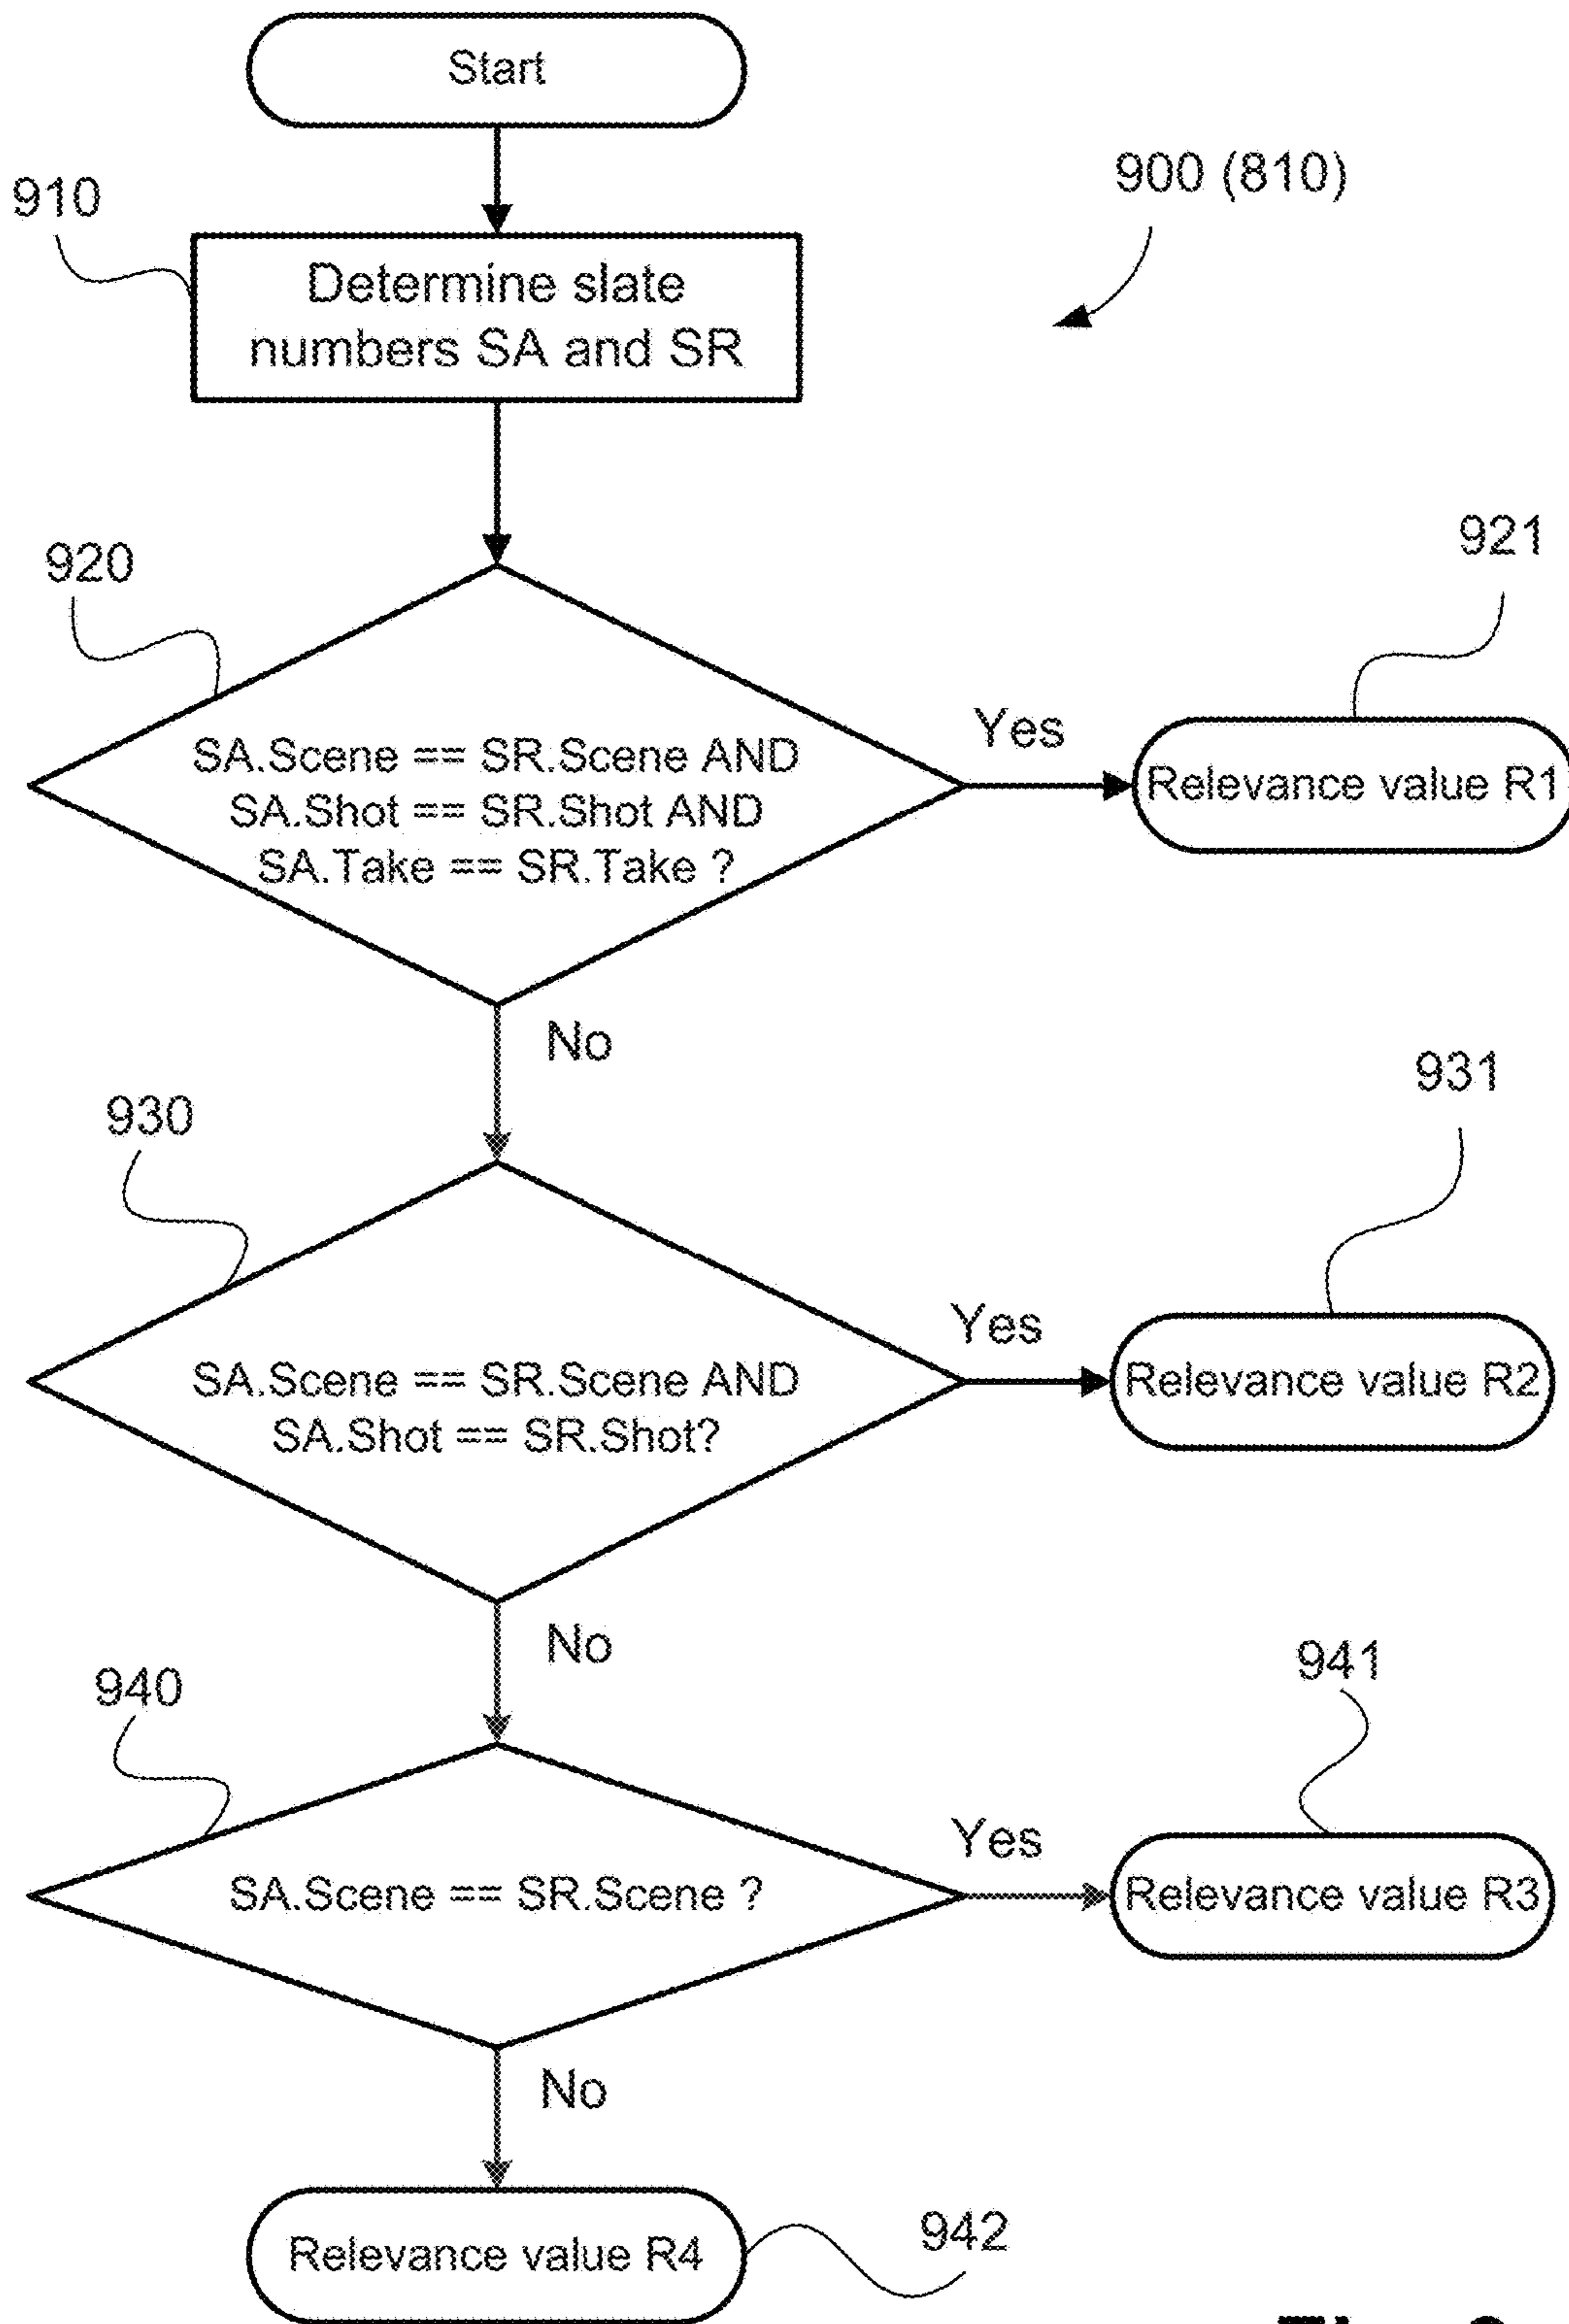 Start
900 (810)
910
Determine slate
numbers SA and SR
920
921
SA.Scene == SR.Scene AND
SA.Shot == SR.Shot AND
SA.Take == SR.Take ?
Yes
Relevance value R1
No
930
931
SA.Scene == SR.Scene AND
SA.Shot == SR.Shot?
Yes
Relevance value R2
No
940
941
SA.Scene == SR.Scene ?
Yes
Relevance value R3
No
Relevance value R4
942